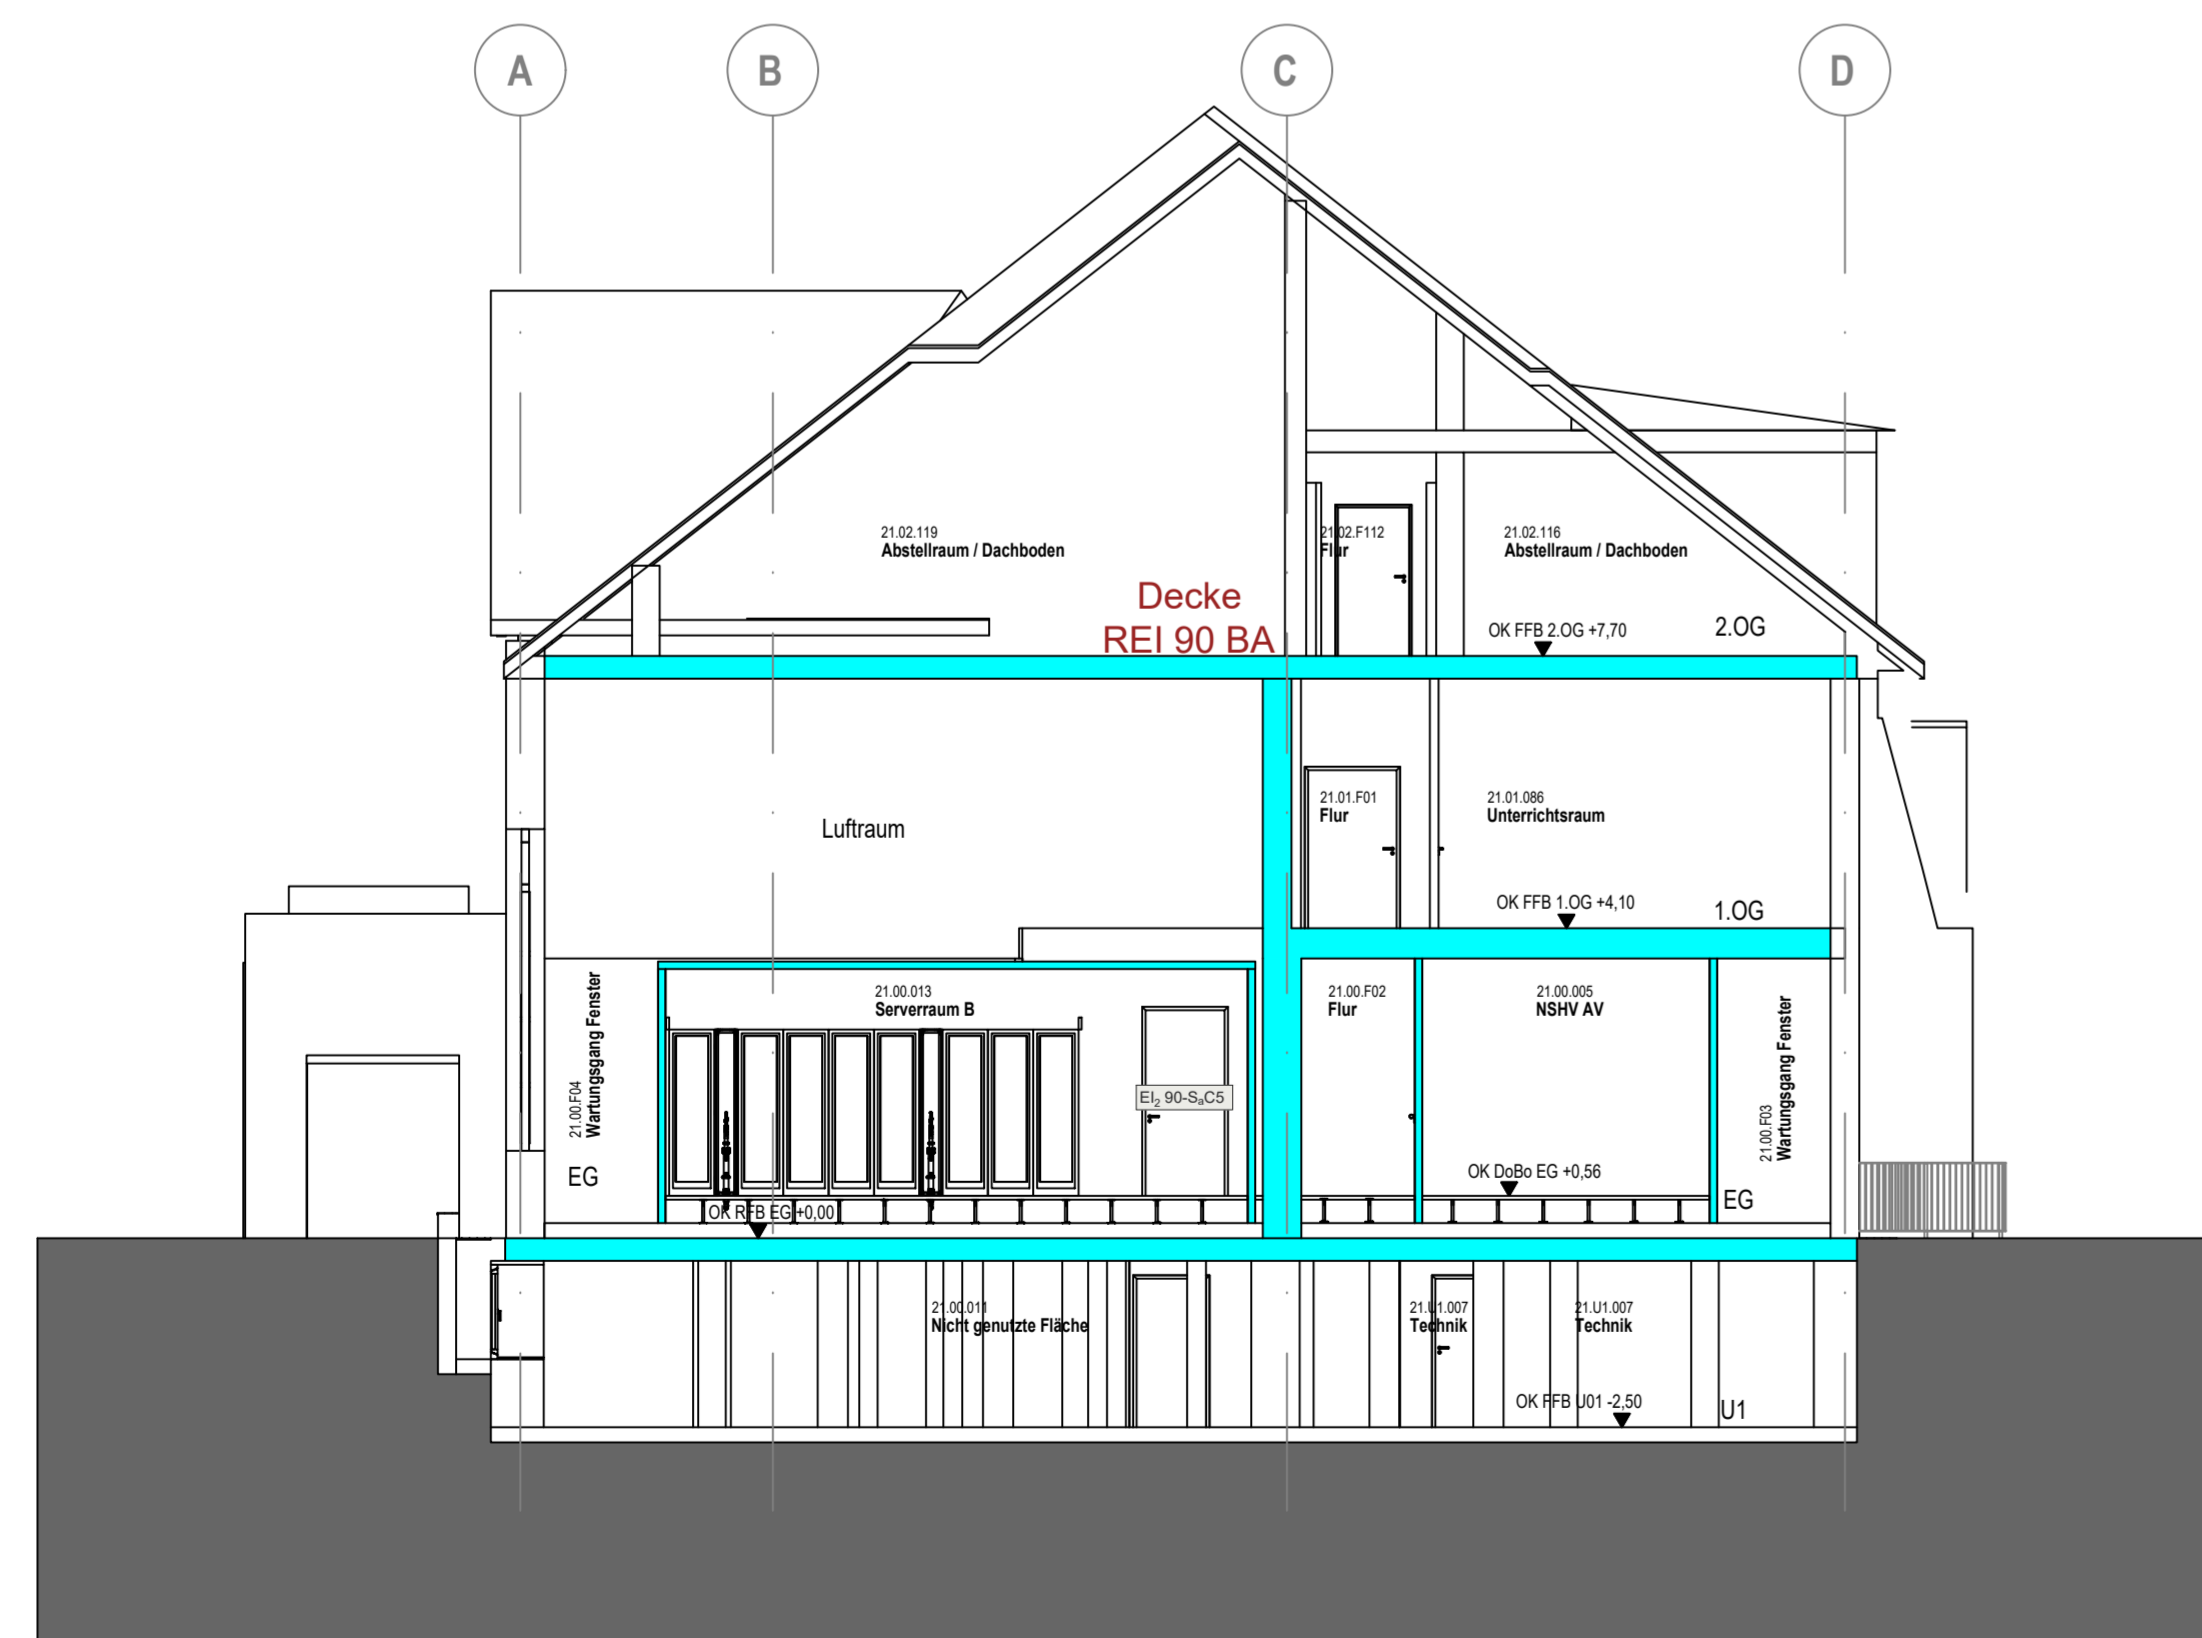 A
B
C
D
21.02.119
Abstellraum / Dachboden
21.02.F112
Flur
21.02.116
Abstellraum / Dachboden
Decke
REI 90 BA
OK FFB 2.OG +7,70
2.OG
Luftraum
21.01.F01
Flur
21.01.086
Unterrichtsraum
OK FFB 1.OG +4,10
1.OG
21.00.F04
Wartungsgang Fenster
EG
21.00.013
Serverraum B
EI₂ 90-SₐC5
OK RFB EG +0,00
21.00.F02
Flur
21.00.005
NSHV AV
OK DoBo EG +0,56
21.00.F03
Wartungsgang Fenster
EG
21.00.011
Nicht genutzte Fläche
21.U1.007
Technik
21.U1.007
Technik
OK FFB U01 -2,50
U1